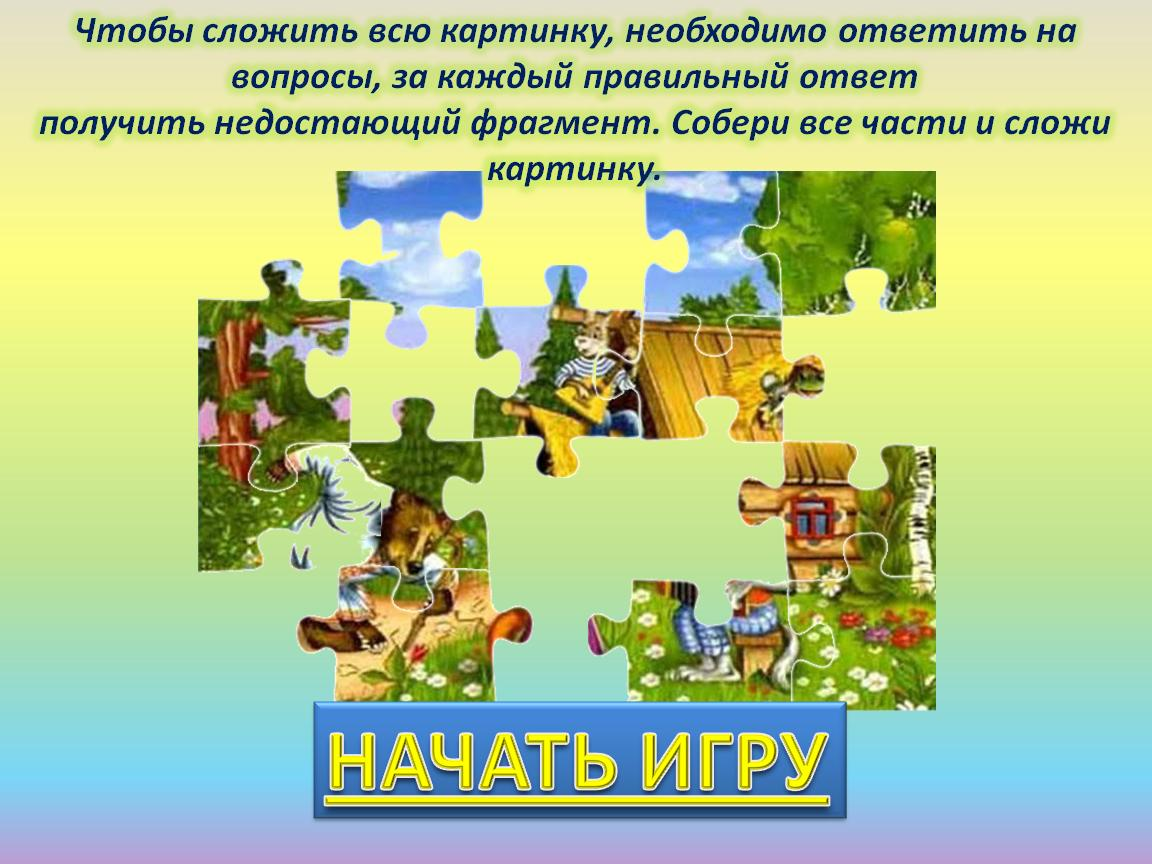 Чтобы сложить всю картинку, необходимо ответить на
вопросы, за каждый правильный ответ
получить недостающий фрагмент. Собери все части и сложи
картинку.
НАЧАТЬ ИГРУ